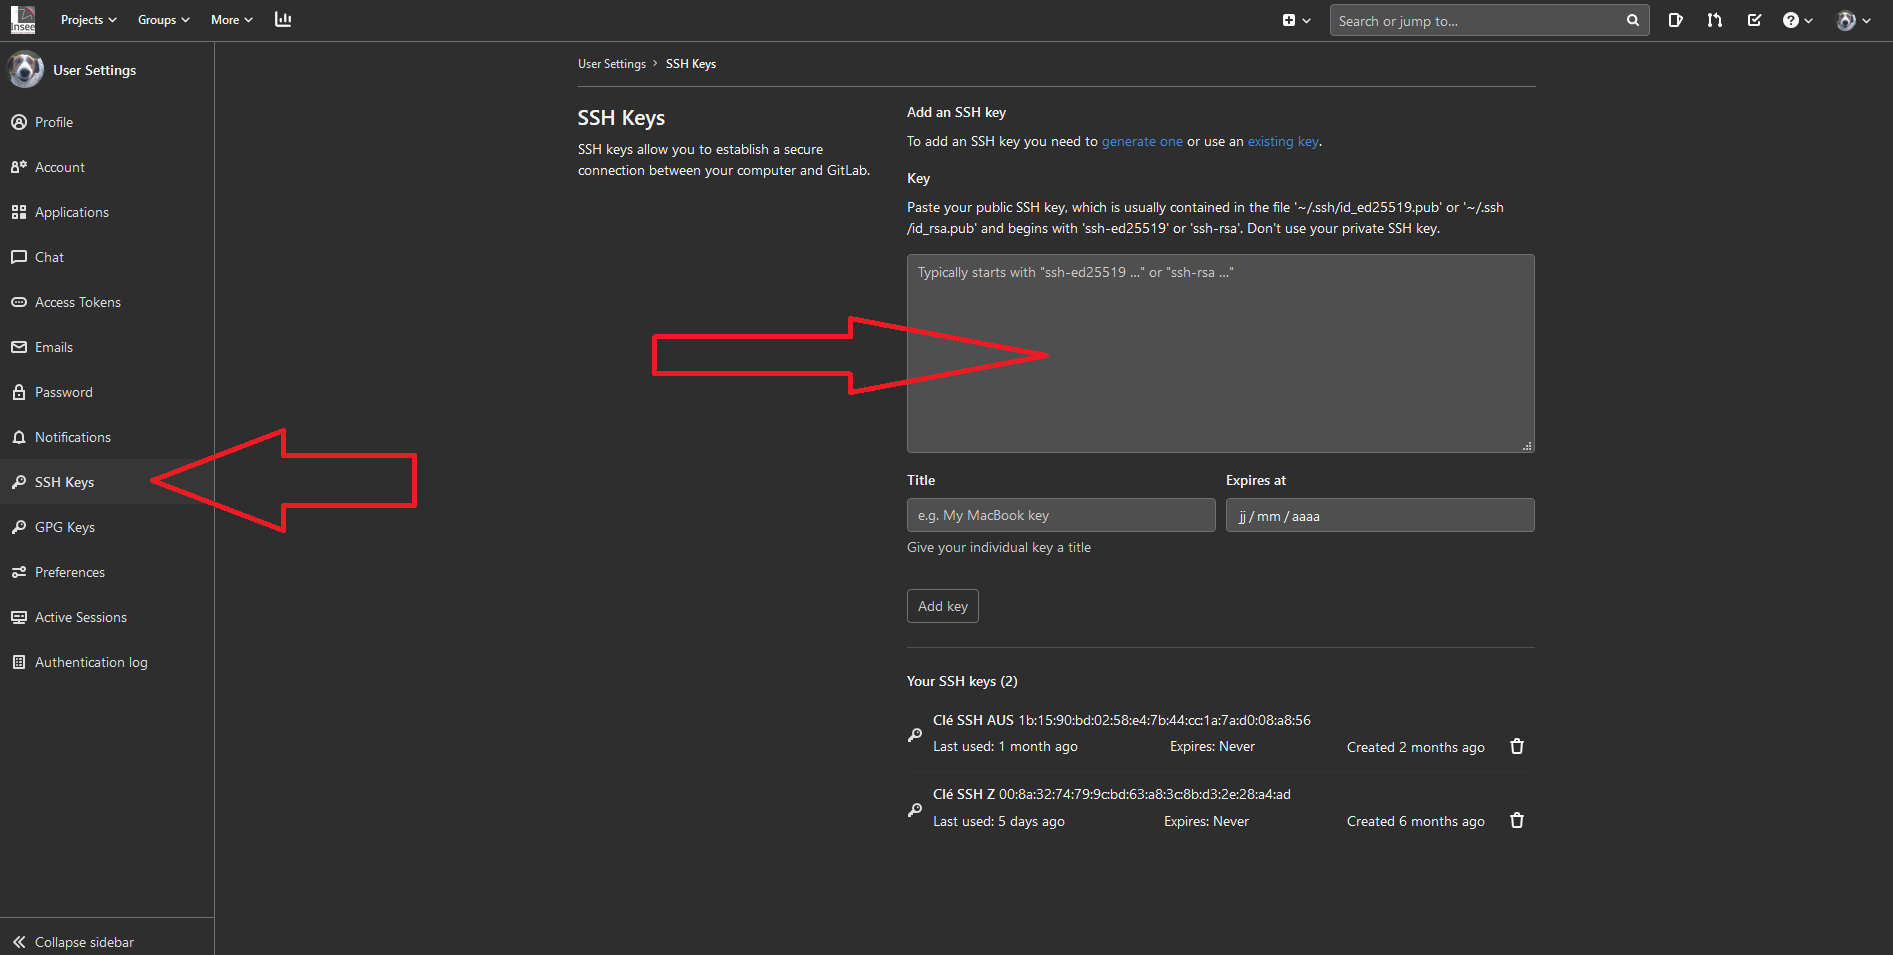 Insee
Projects
Groups
More
Search or jump to...
User Settings
Profile
Account
Applications
Chat
Access Tokens
Emails
Password
Notifications
SSH Keys
GPG Keys
Preferences
Active Sessions
Authentication log
Collapse sidebar
User Settings > SSH Keys
SSH Keys
SSH keys allow you to establish a secure
connection between your computer and GitLab.
Add an SSH key
To add an SSH key you need to generate one or use an existing key.
Key
Paste your public SSH key, which is usually contained in the file '~/.ssh/id_ed25519.pub' or '~/.ssh
/id_rsa.pub' and begins with 'ssh-ed25519' or 'ssh-rsa'. Don't use your private SSH key.
Typically starts with "ssh-ed25519 ..." or "ssh-rsa ..."
Title
Expires at
e.g. My MacBook key
jj / mm / aaaa
Give your individual key a title
Add key
Your SSH keys (2)
Clé SSH AUS 1b:15:90:bd:02:58:e4:7b:44:cc:1a:7a:d0:08:a8:56
Last used: 1 month ago Expires: Never Created 2 months ago
Clé SSH Z 00:8a:32:74:79:9c:bd:63:a8:3c:8b:d3:2e:28:a4:ad
Last used: 5 days ago Expires: Never Created 6 months ago